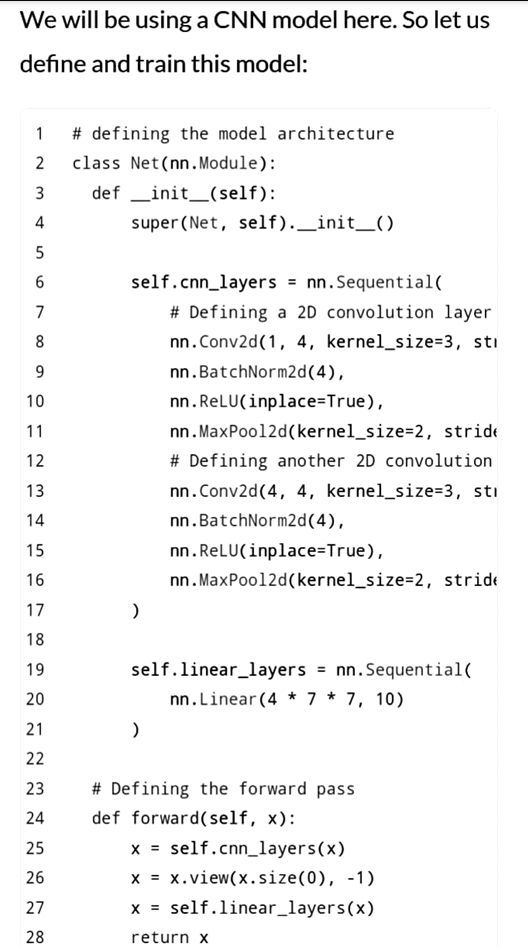 We will be using a CNN model here. So let us
define and train this model:
1 # defining the model architecture
2 class Net(nn.Module):
3   def __init__(self):
4       super(Net, self).__init__()
5
6       self.cnn_layers = nn.Sequential(
7           # Defining a 2D convolution layer
8           nn.Conv2d(1, 4, kernel_size=3,
9           nn.BatchNorm2d(4),
10           nn.ReLU(inplace=True),
11           nn.MaxPool2d(kernel_size=2,
12           # Defining another 2D convolution
13           nn.Conv2d(4, 4, kernel_size=3,
14           nn.BatchNorm2d(4),
15           nn.ReLU(inplace=True),
16           nn.MaxPool2d(kernel_size=2,
17       )
18
19       self.linear_layers = nn.Sequential(
20           nn.Linear(4 * 7 * 7, 10)
21       )
22
23   # Defining the forward pass
24   def forward(self, x):
25       x = self.cnn_layers(x)
26       x = x.view(x.size(0), -1)
27       x = self.linear_layers(x)
28       return x